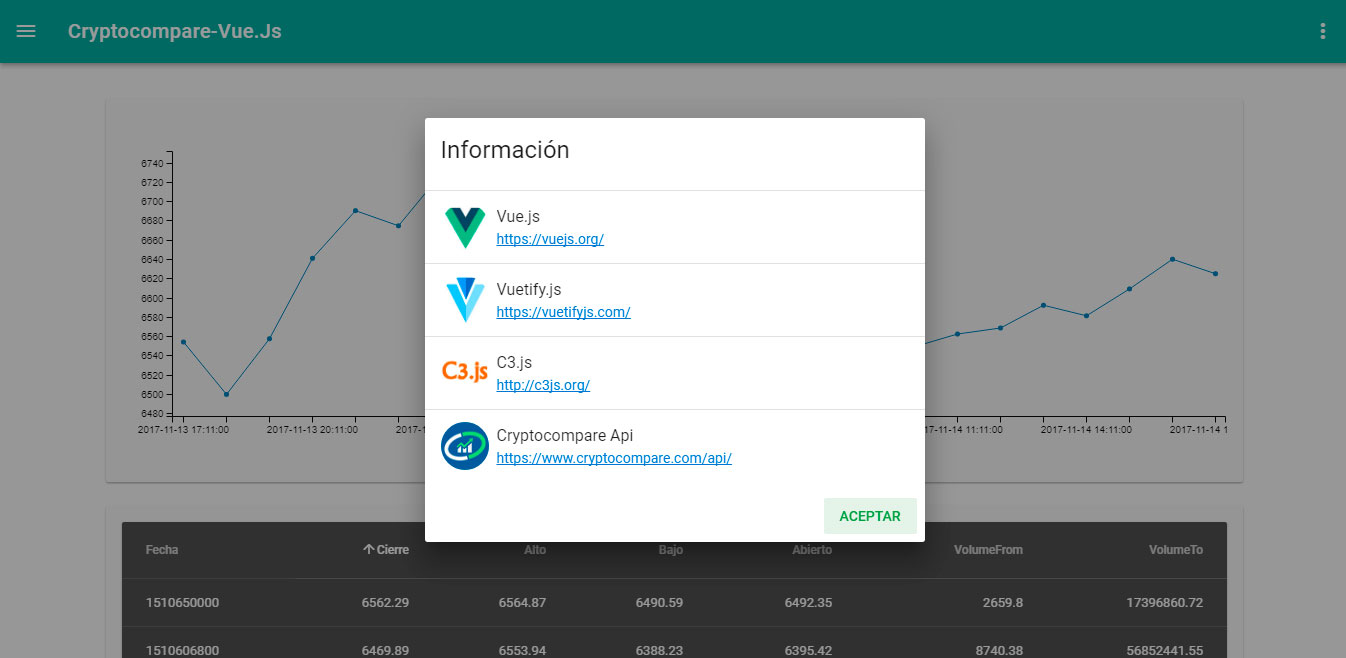 Cryptocompare-Vue.Js
Información
Vue.js
https://vuejs.org/
Vuetify.js
https://vuetifyjs.com/
C3.js
C3.js
http://c3js.org/
Cryptocompare Api
https://www.cryptocompare.com/api/
ACEPTAR
6740
6720
6700
6680
6660
6640
6620
6600
6580
6560
6540
6520
6500
6480
2017-11-13 17:11:00 2017-11-13 20:11:00 2017-1 17-11-14 11:11:00 2017-11-14 14:11:00 2017-11-14 1
Fecha Cierre Alto Bajo Abierto VolumeFrom VolumeTo
1510650000 6562.29 6564.87 6490.59 6492.35 2659.8 17396860.72
1510606800 6469.89 6553.94 6388.23 6395.42 8740.38 56852441.55